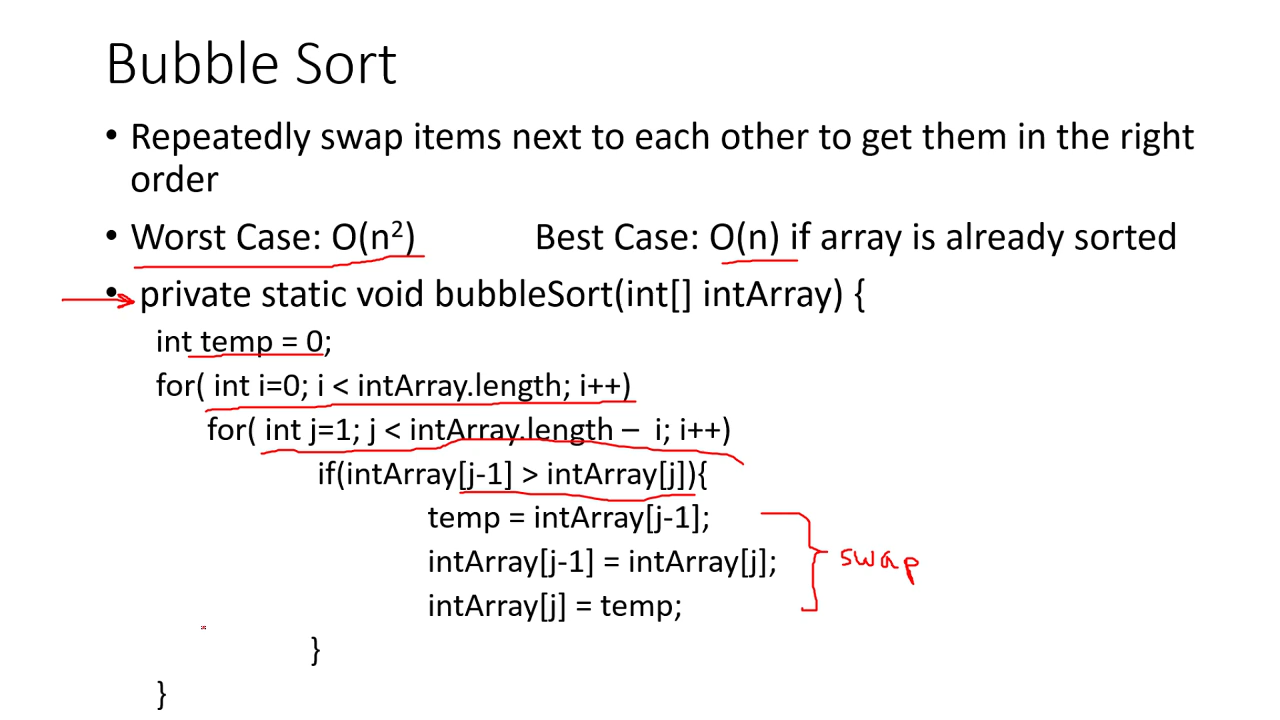 Bubble Sort
• Repeatedly swap items next to each other to get them in the right
order
• Worst Case: O(n²) Best Case: O(n) if array is already sorted
• private static void bubbleSort(int[] intArray) {
int temp = 0;
for( int i=0; i < intArray.length; i++)
for( int j=1; j < intArray.length – i; i++)
if(intArray[j-1] > intArray[j]){
temp = intArray[j-1];
intArray[j-1] = intArray[j];
swap
intArray[j] = temp;
}
}